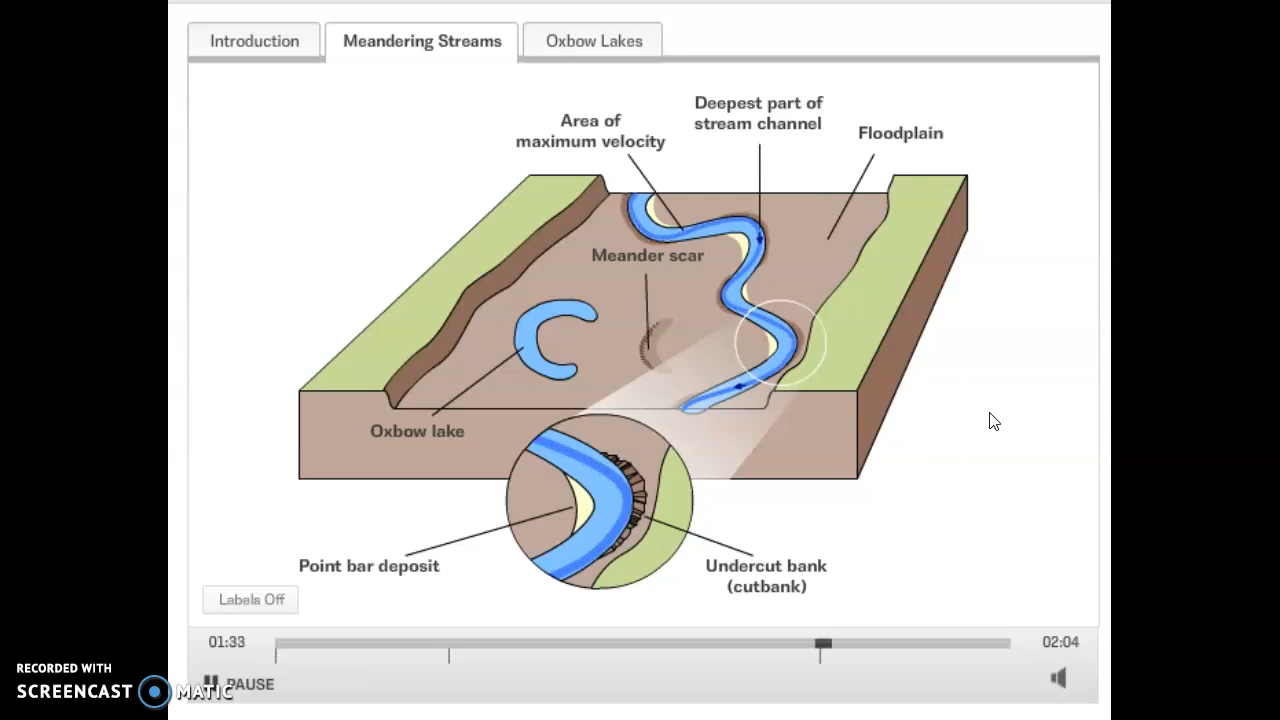 Introduction
Meandering Streams
Oxbow Lakes
Area of
maximum velocity
Deepest part of
stream channel
Floodplain
Meander scar
Oxbow lake
Point bar deposit
Undercut bank
(cutbank)
Labels Off
01:33
02:04
PAUSE
RECORDED WITH
SCREENCAST MATIC